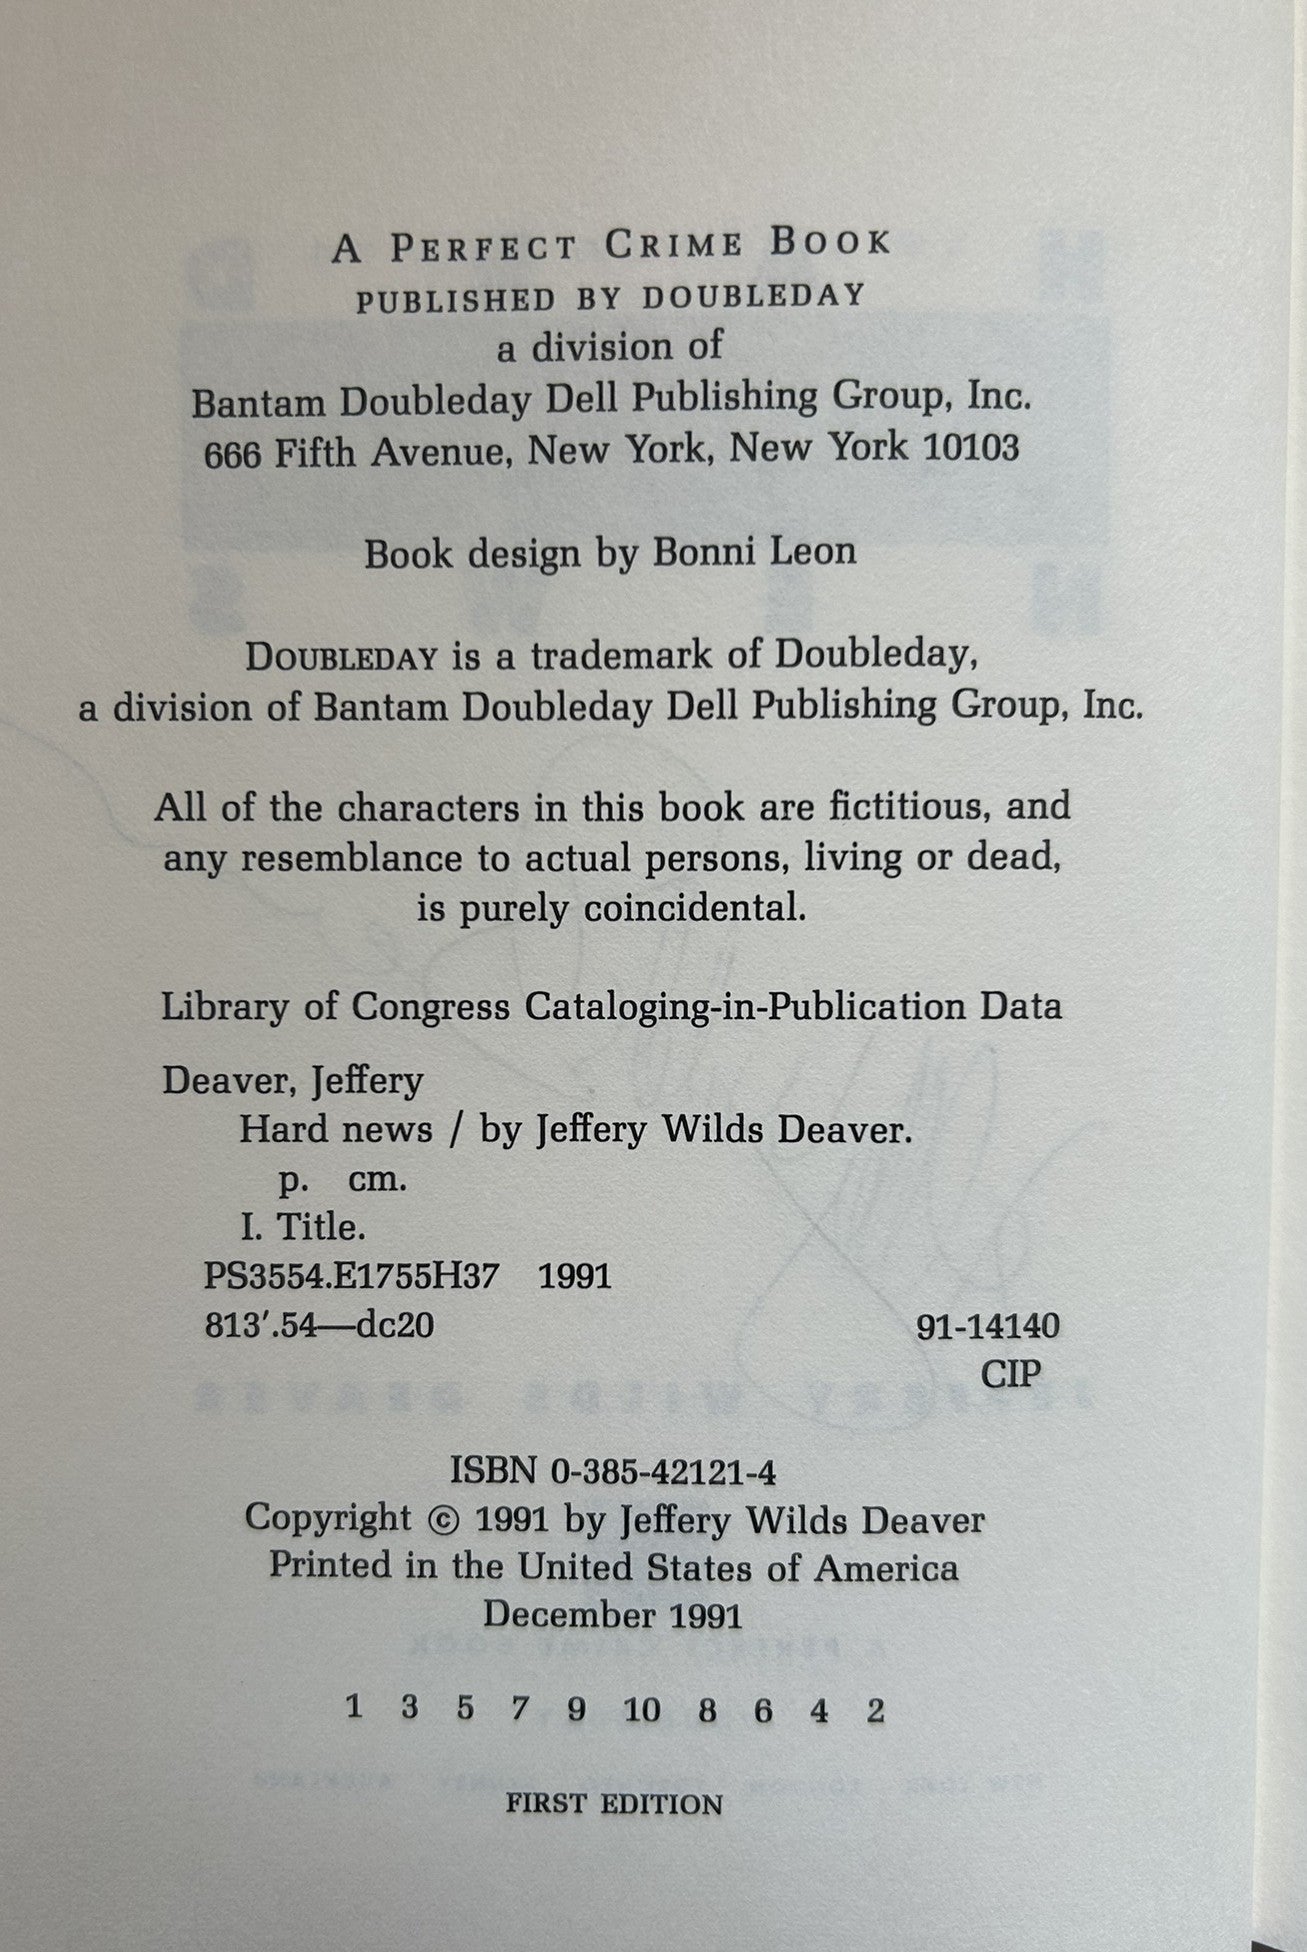 A PERFECT CRIME BOOK
PUBLISHED BY DOUBLEDAY
a division of
Bantam Doubleday Dell Publishing Group, Inc.
666 Fifth Avenue, New York, New York 10103
Book design by Bonni Leon
DOUBLEDAY is a trademark of Doubleday,
a division of Bantam Doubleday Dell Publishing Group, Inc.
All of the characters in this book are fictitious, and
any resemblance to actual persons, living or dead,
is purely coincidental.
Library of Congress Cataloging-in-Publication Data
Deaver, Jeffery
Hard news / by Jeffery Wilds Deaver.
p. cm.
I. Title.
PS3554.E1755H37 1991
813'.54—dc20 91-14140
CIP
ISBN 0-385-42121-4
Copyright © 1991 by Jeffery Wilds Deaver
Printed in the United States of America
December 1991
1 3 5 7 9 10 8 6 4 2
FIRST EDITION